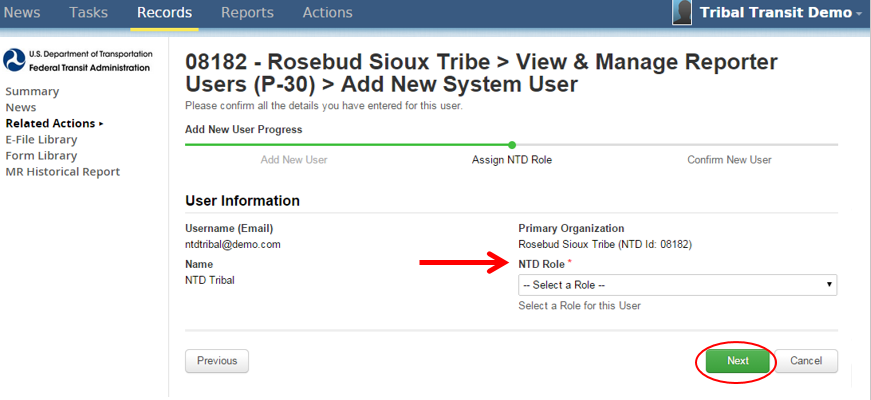 News Tasks Records Reports Actions Tribal Transit Demo
U.S. Department of Transportation
Federal Transit Administration
Summary
News
Related Actions ▸
E-File Library
Form Library
MR Historical Report
08182 - Rosebud Sioux Tribe > View & Manage Reporter
Users (P-30) > Add New System User
Please confirm all the details you have entered for this user.
Add New User Progress
Add New User Assign NTD Role Confirm New User
User Information
Username (Email) Primary Organization
ntdtribal@demo.com Rosebud Sioux Tribe (NTD Id: 08182)
Name NTD Role *
NTD Tribal -- Select a Role --
Select a Role for this User
Previous Next Cancel